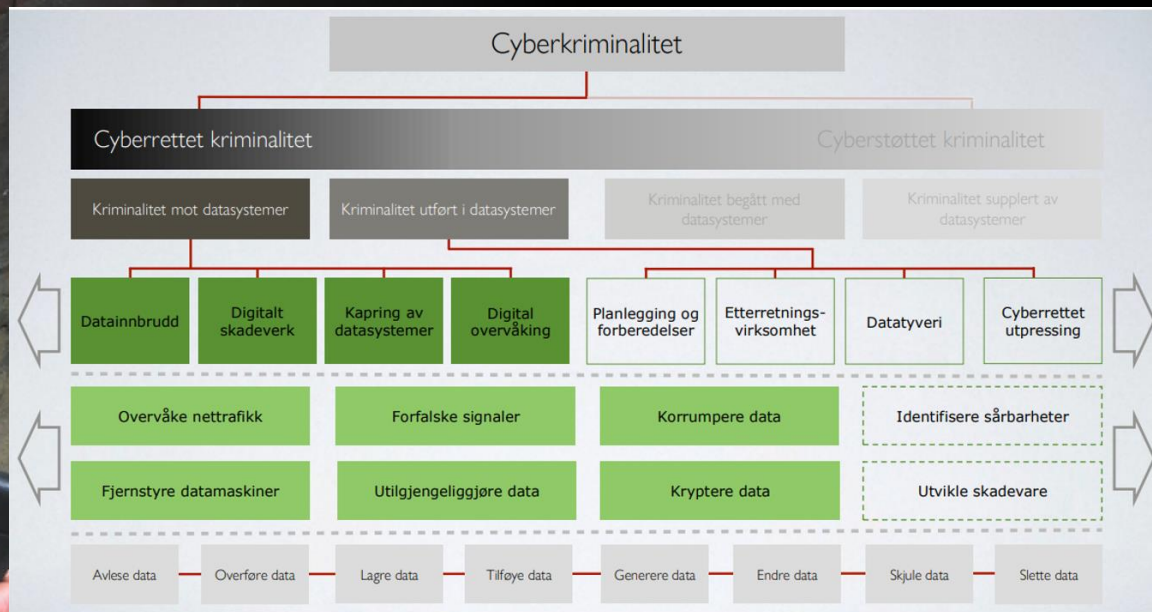 Cyberkriminalitet
Cyberrettet kriminalitet
Cyberstøttet kriminalitet
Kriminalitet mot datasystemer
Kriminalitet utført i datasystemer
Kriminalitet begått med
datasystemer
Kriminalitet supplert av
datasystemer
Datainnbrudd
Digitalt
skadeverk
Kapring av
datasystemer
Digital
overvåking
Planlegging og
forberedelser
Etterretnings-
virksomhet
Datatyveri
Cyberrettet
utpressing
Overvåke nettrafikk
Forfalske signaler
Korrumpere data
Identifisere sårbarheter
Fjernstyre datamaskiner
Utilgjengeliggjøre data
Kryptere data
Utvikle skadevare
Avlese data
Overføre data
Lagre data
Tilføye data
Generere data
Endre data
Skjule data
Slette data